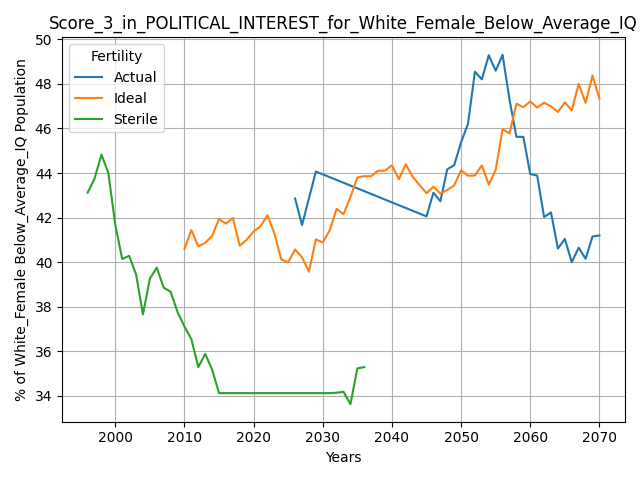 Score_3_in_POLITICAL_INTEREST_for_White_Female_Below_Average_IQ
% of White_Female Below_Average_IQ Population
50
48
46
44
42
40
38
36
34
Fertility
Actual
Ideal
Sterile
2000 2010 2020 2030 2040 2050 2060 2070
Years